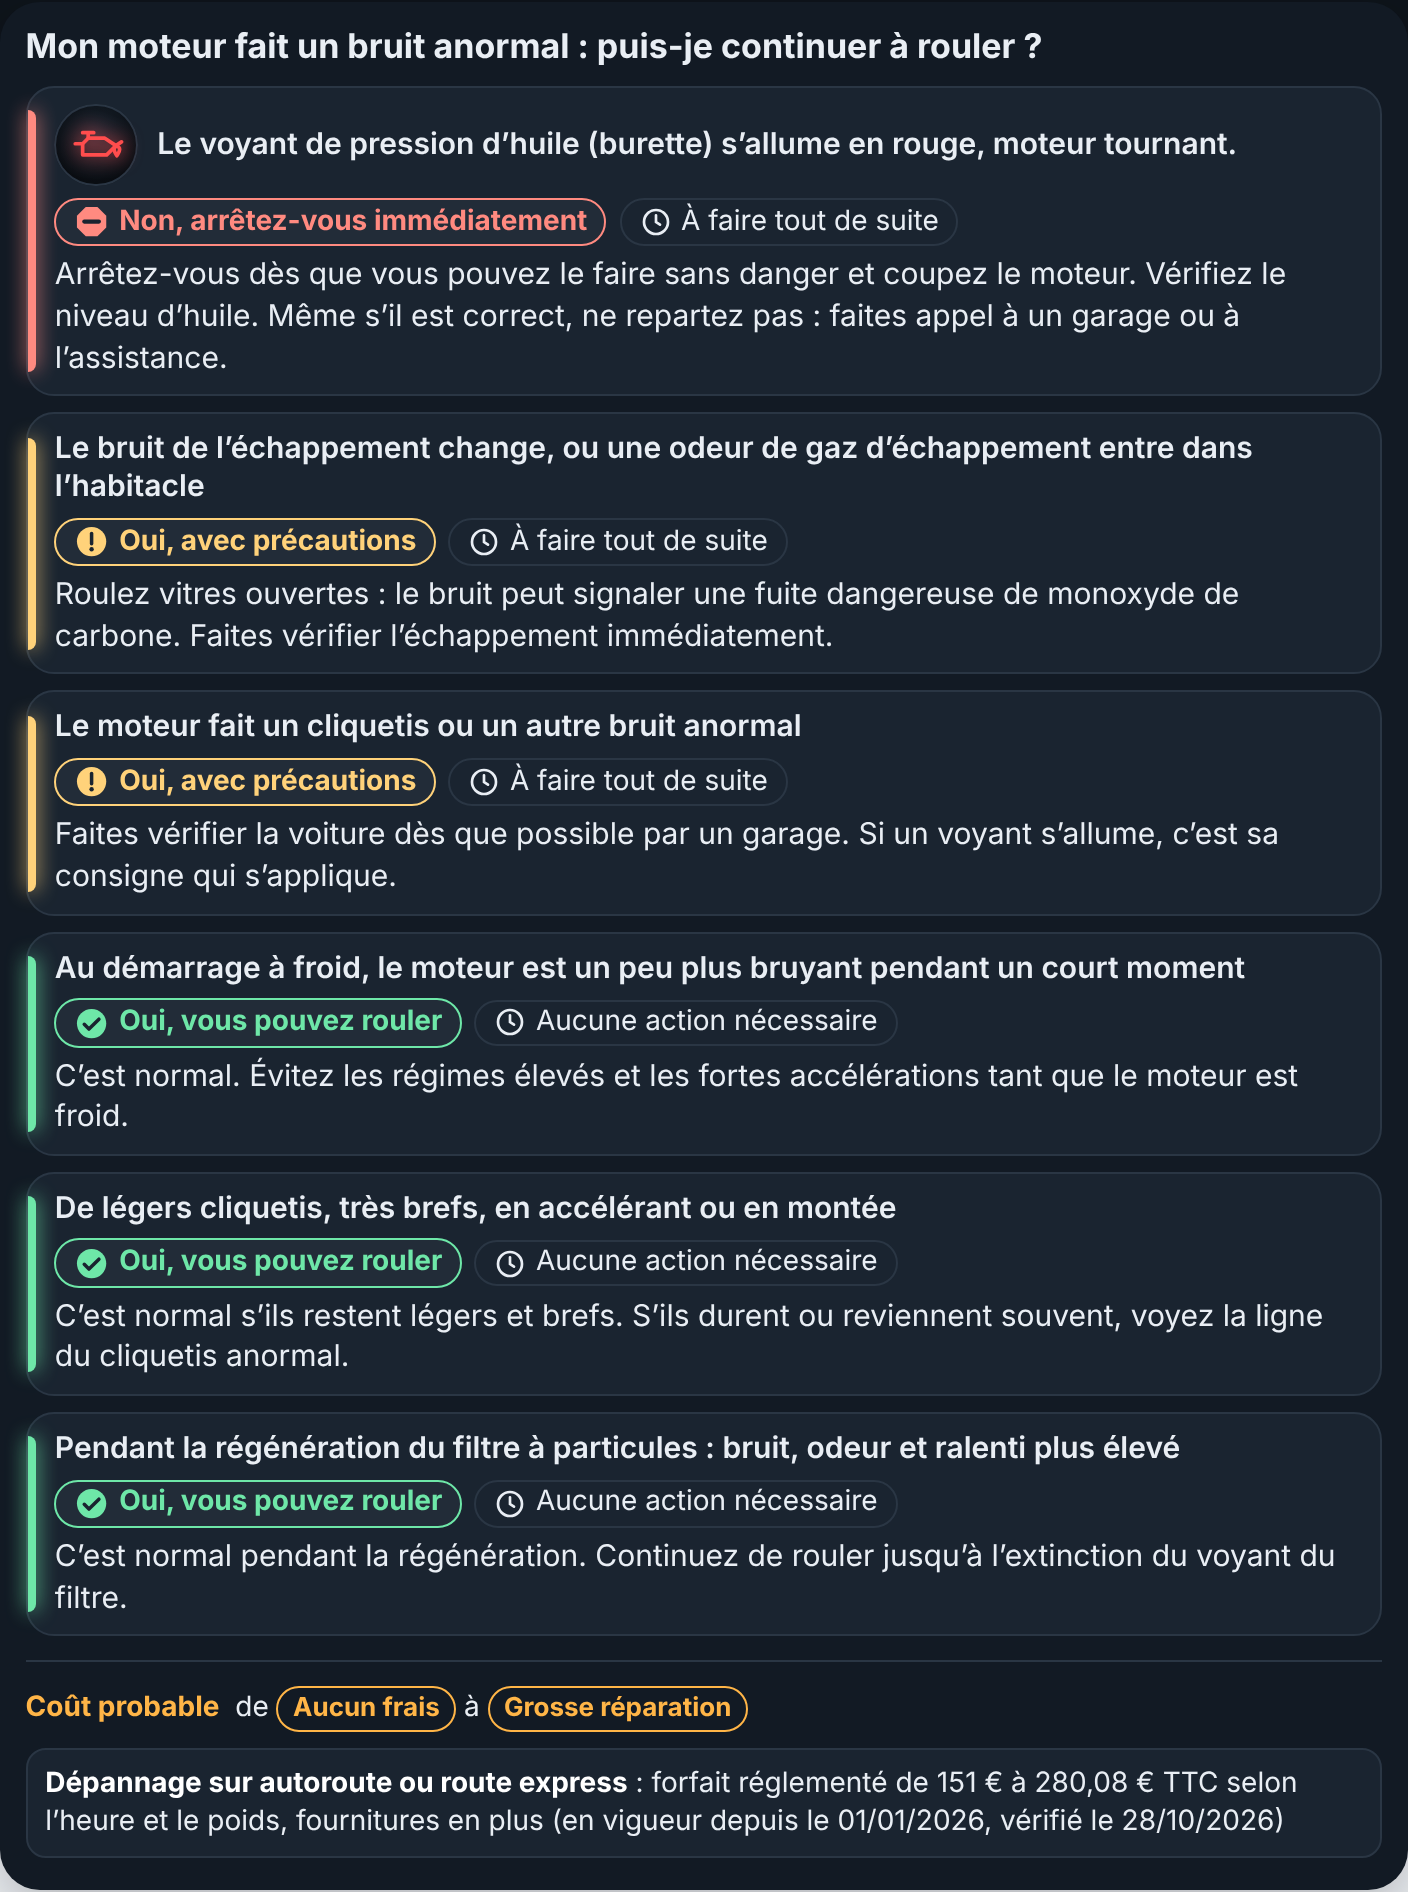 Mon moteur fait un bruit anormal : puis-je continuer à rouler ?
Le voyant de pression d’huile (burette) s’allume en rouge, moteur tournant.
Non, arrêtez-vous immédiatement
À faire tout de suite
Arrêtez-vous dès que vous pouvez le faire sans danger et coupez le moteur. Vérifiez le
niveau d’huile. Même s’il est correct, ne repartez pas : faites appel à un garage ou à
l’assistance.
Le bruit de l’échappement change, ou une odeur de gaz d’échappement entre dans
l’habitacle
Oui, avec précautions
À faire tout de suite
Roulez vitres ouvertes : le bruit peut signaler une fuite dangereuse de monoxyde de
carbone. Faites vérifier l’échappement immédiatement.
Le moteur fait un cliquetis ou un autre bruit anormal
Oui, avec précautions
À faire tout de suite
Faites vérifier la voiture dès que possible par un garage. Si un voyant s’allume, c’est sa
consigne qui s’applique.
Au démarrage à froid, le moteur est un peu plus bruyant pendant un court moment
Oui, vous pouvez rouler
Aucune action nécessaire
C’est normal. Évitez les régimes élevés et les fortes accélérations tant que le moteur est
froid.
De légers cliquetis, très brefs, en accélérant ou en montée
Oui, vous pouvez rouler
Aucune action nécessaire
C’est normal s’ils restent légers et brefs. S’ils durent ou reviennent souvent, voyez la ligne
du cliquetis anormal.
Pendant la régénération du filtre à particules : bruit, odeur et ralenti plus élevé
Oui, vous pouvez rouler
Aucune action nécessaire
C’est normal pendant la régénération. Continuez de rouler jusqu’à l’extinction du voyant du
filtre.
Coût probable de Aucun frais à Grosse réparation
Dépannage sur autoroute ou route express : forfait réglementé de 151 € à 280,08 € TTC selon
l’heure et le poids, fournitures en plus (en vigueur depuis le 01/01/2026, vérifié le 28/10/2026)